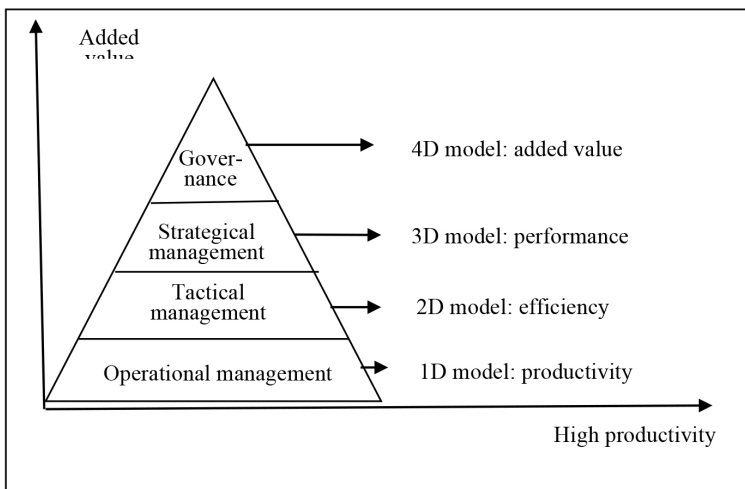 Added
value
Gover-
nance
4D model: added value
Strategical
management
3D model: performance
Tactical
management
2D model: efficiency
Operational management
1D model: productivity
High productivity